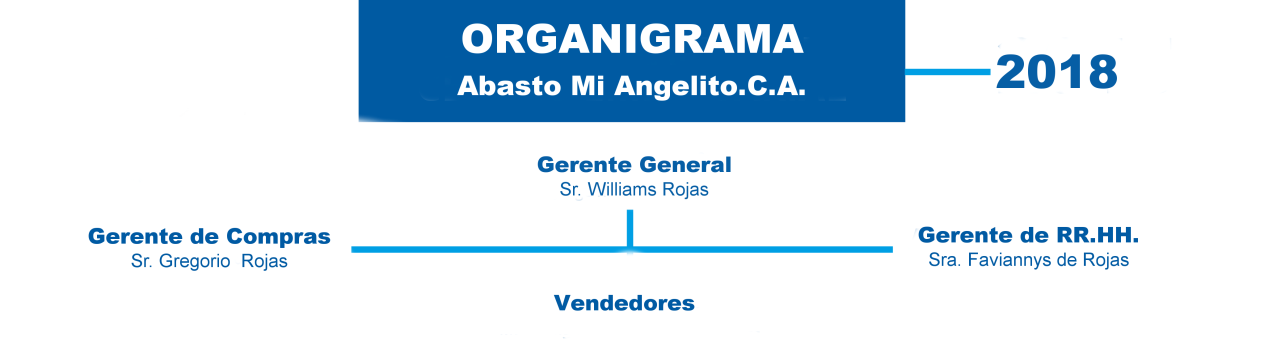 ORGANIGRAMA
Abasto Mi Angelito.C.A.
2018
Gerente General
Sr. Williams Rojas
Gerente de Compras
Sr. Gregorio Rojas
Gerente de RR.HH.
Sra. Faviannys de Rojas
Vendedores